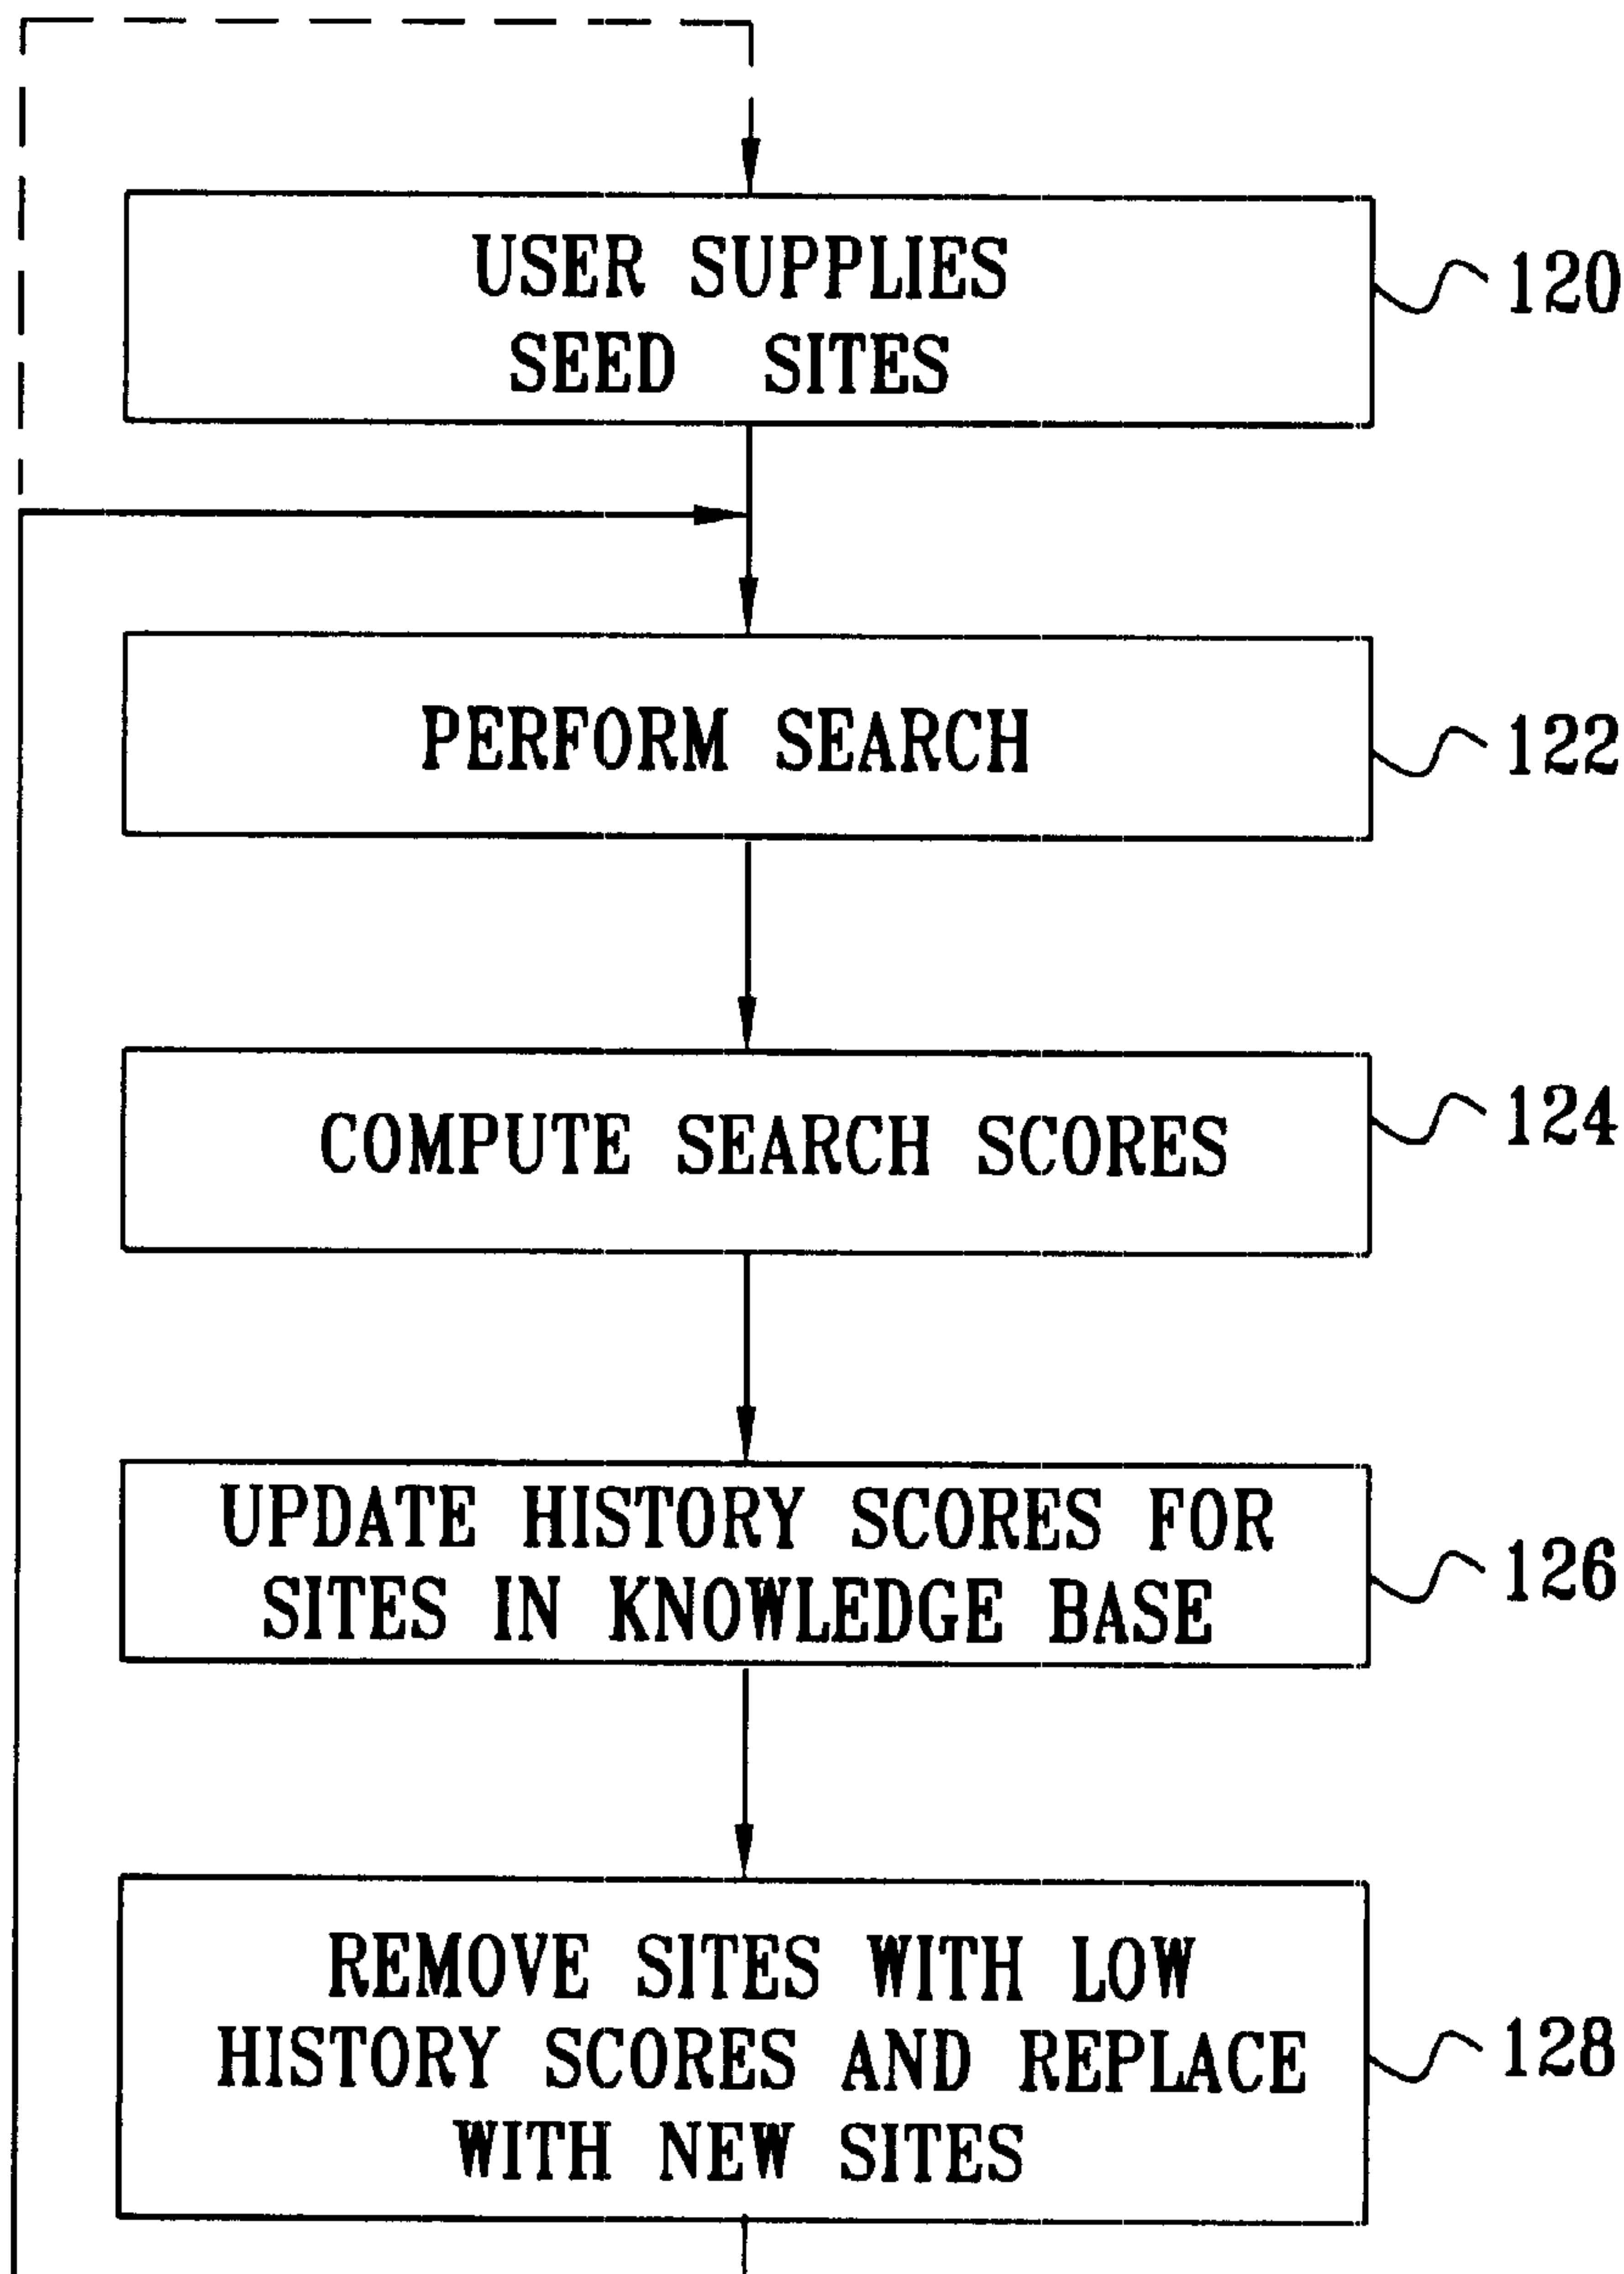 USER SUPPLIES
SEED SITES
120
PERFORM SEARCH
122
COMPUTE SEARCH SCORES
124
UPDATE HISTORY SCORES FOR
SITES IN KNOWLEDGE BASE
126
REMOVE SITES WITH LOW
HISTORY SCORES AND REPLACE
WITH NEW SITES
128